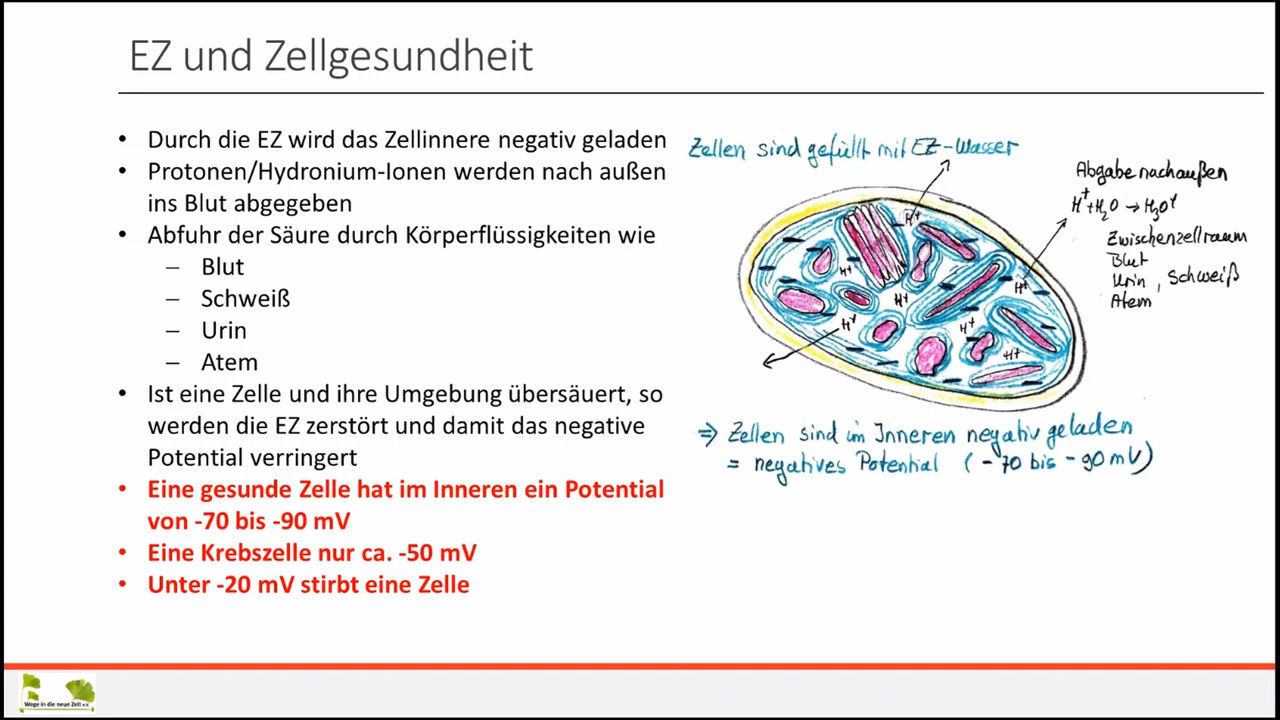 EZ und Zellgesundheit
• Durch die EZ wird das Zellinnere negativ geladen
• Protonen/Hydronium-Ionen werden nach außen
ins Blut abgegeben
• Abfuhr der Säure durch Körperflüssigkeiten wie
– Blut
– Schweiß
– Urin
– Atem
• Ist eine Zelle und ihre Umgebung übersäuert, so
werden die EZ zerstört und damit das negative
Potential verringert
• Eine gesunde Zelle hat im Inneren ein Potential
von -70 bis -90 mV
• Eine Krebszelle nur ca. -50 mV
• Unter -20 mV stirbt eine Zelle
Zellen sind gefüllt mit EZ-Wasser
Abgabe nach außen
H⁺+H₂O → H₃O⁺
Zwischenzellraum
Blut
Urin, Schweiß
Atem
H⁺
H⁺
H⁺
H⁺
H⁺
H⁺
H⁺
⇒ Zellen sind im Inneren negativ geladen
= negatives Potential (-70 bis -90 mV)
Wege in die neue Zeit e.V.